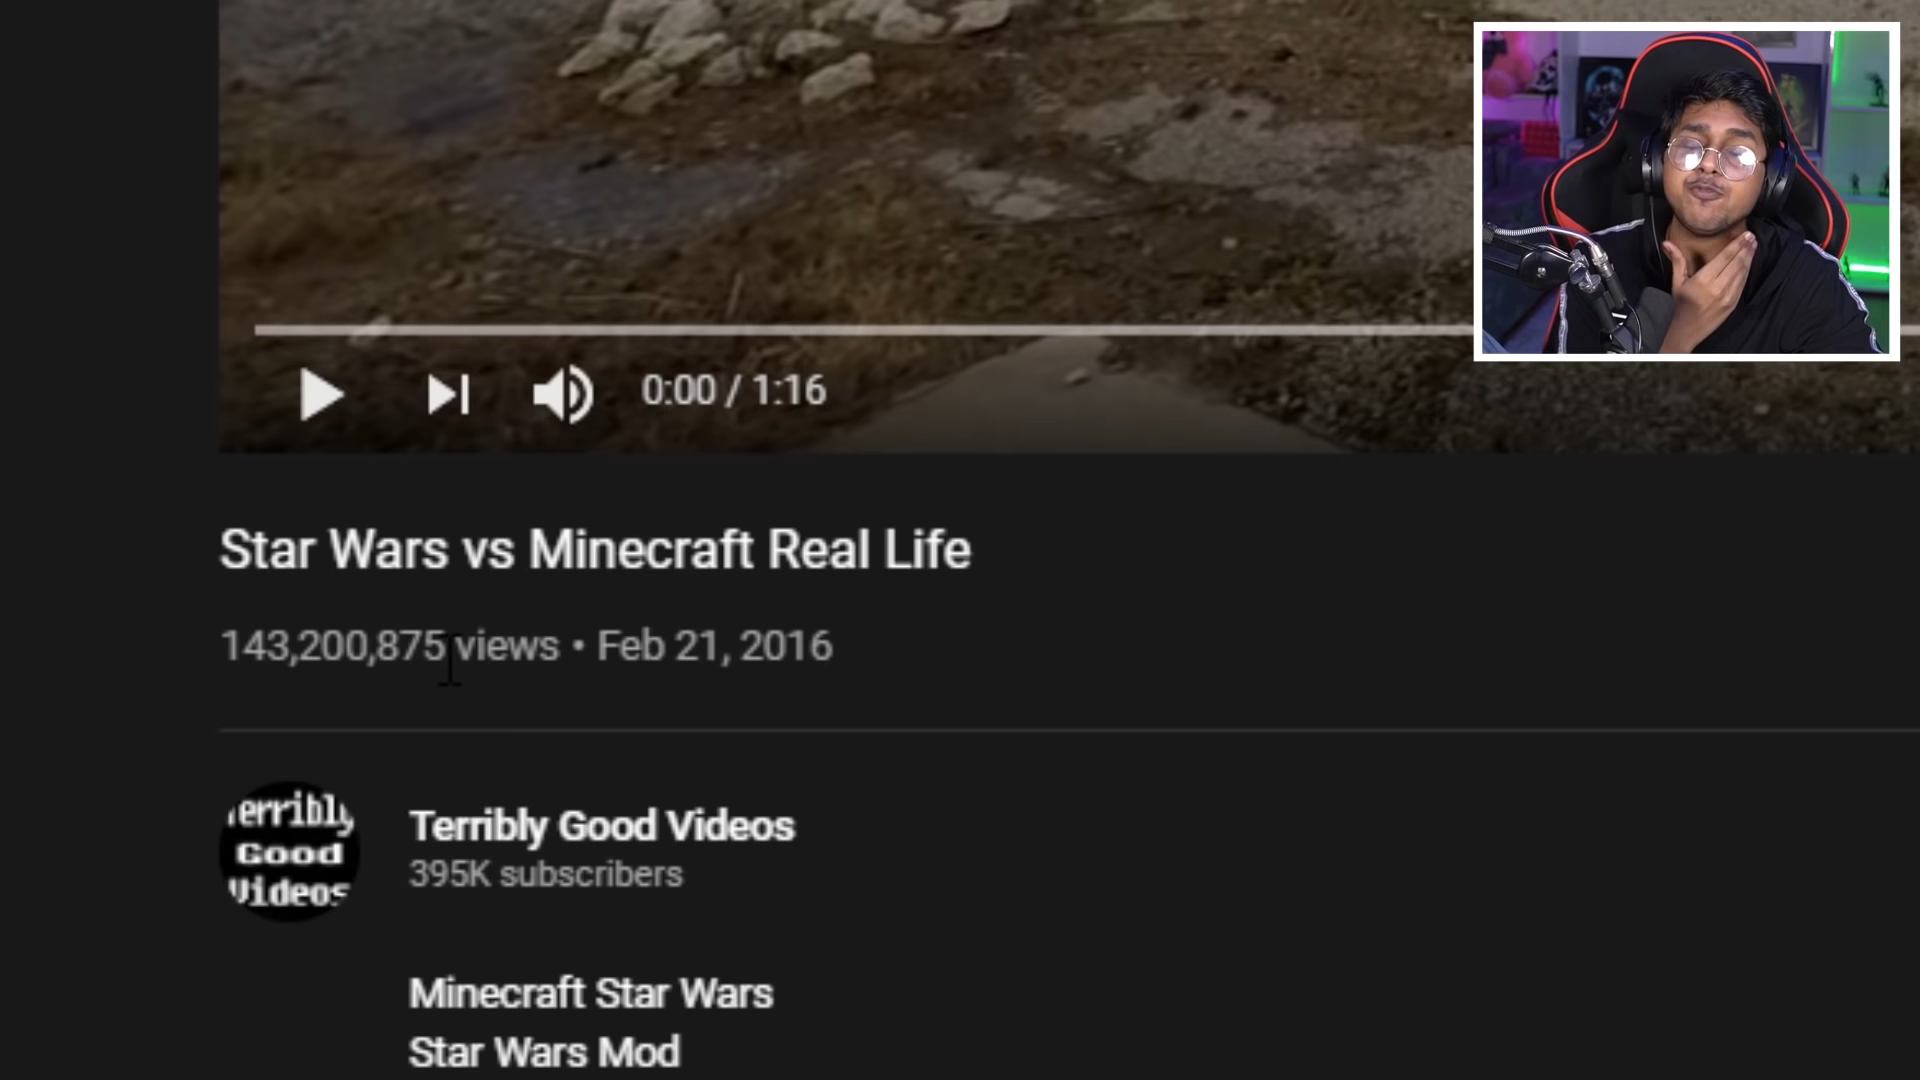 0:00 / 1:16
Star Wars vs Minecraft Real Life
143,200,875 views • Feb 21, 2016
Terribly
Good
Videos
Terribly Good Videos
395K subscribers
Minecraft Star Wars
Star Wars Mod